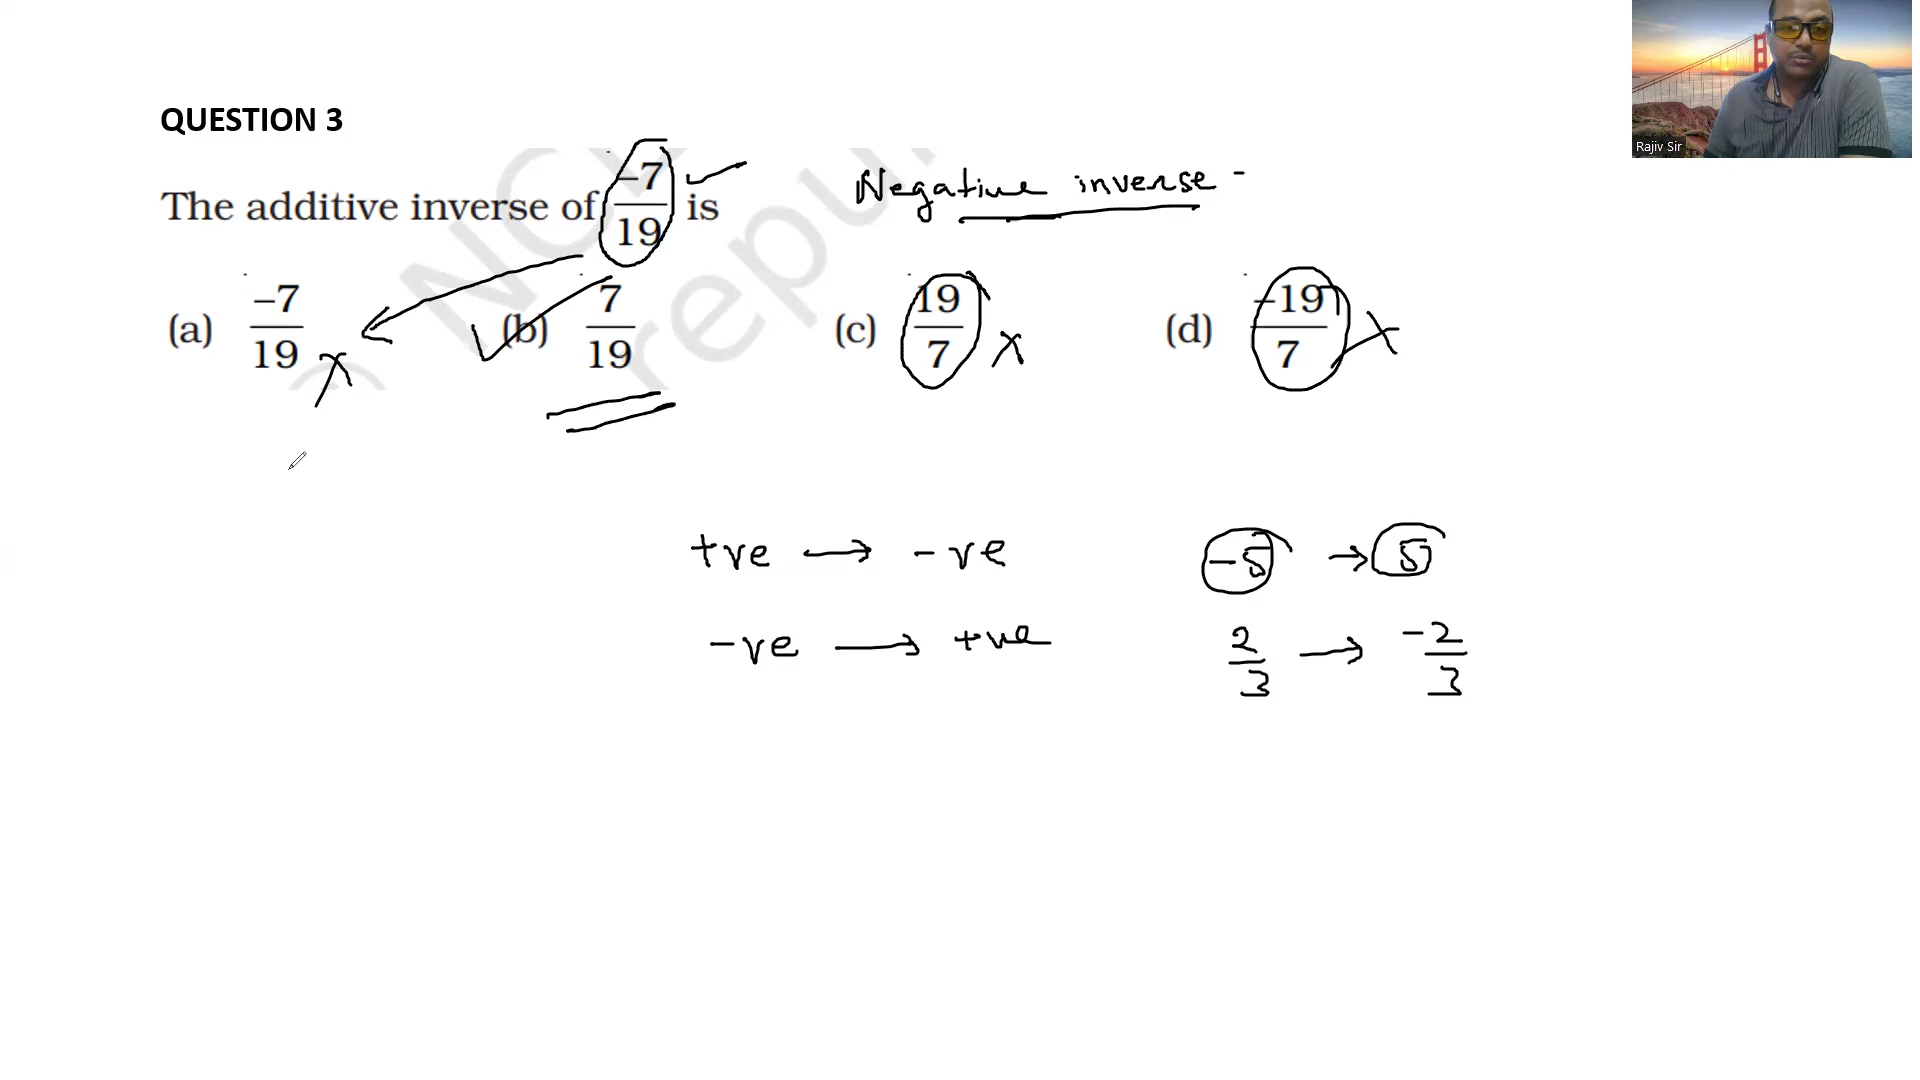 Rajiv Sir
QUESTION 3
The additive inverse of -7/19 is
Negative inverse -
(a) -7/19 (b) 7/19 (c) 19/7 (d) -19/7
+ve → -ve -5 → 5
-ve → +ve 2/3 → -2/3